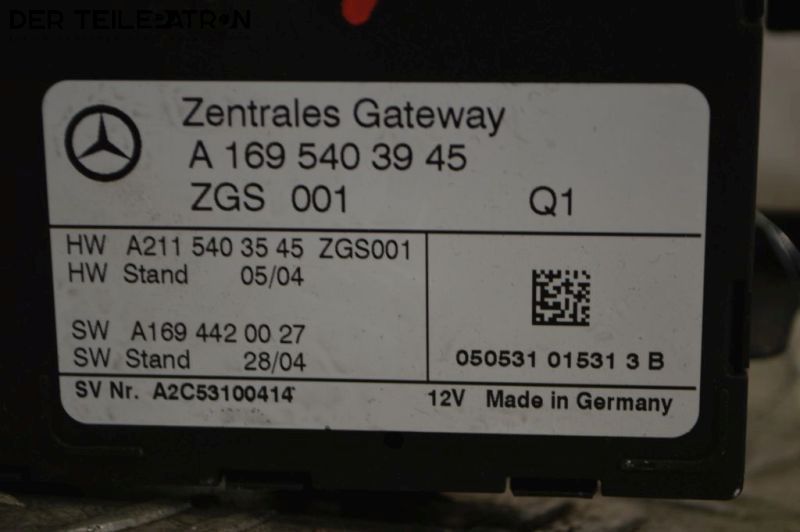 DER TEILEPATRON
Zentrales Gateway
A 169 540 39 45
ZGS 001 Q1
HW A211 540 35 45 ZGS001
HW Stand 05/04
SW A169 442 00 27
SW Stand 28/04
050531 01531 3 B
SV Nr. A2C53100414
12V Made in Germany